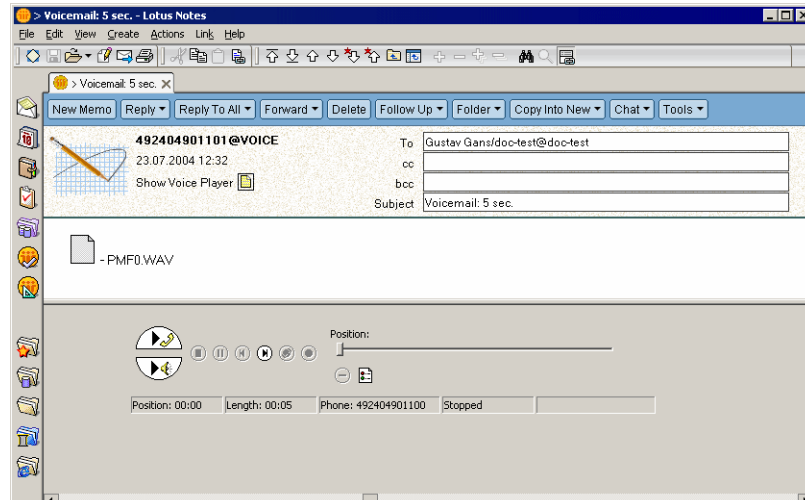 > Voicemail: 5 sec. - Lotus Notes
File Edit View Create Actions Link Help
> Voicemail: 5 sec.
New Memo Reply Reply To All Forward Delete Follow Up Folder Copy Into New Chat Tools
492404901101@VOICE
23.07.2004 12:32
Show Voice Player
To Gustav Gans/doc-test@doc-test
cc
bcc
Subject Voicemail: 5 sec.
- PMF0.WAV
Position:
Position: 00:00 Length: 00:05 Phone: 492404901100 Stopped